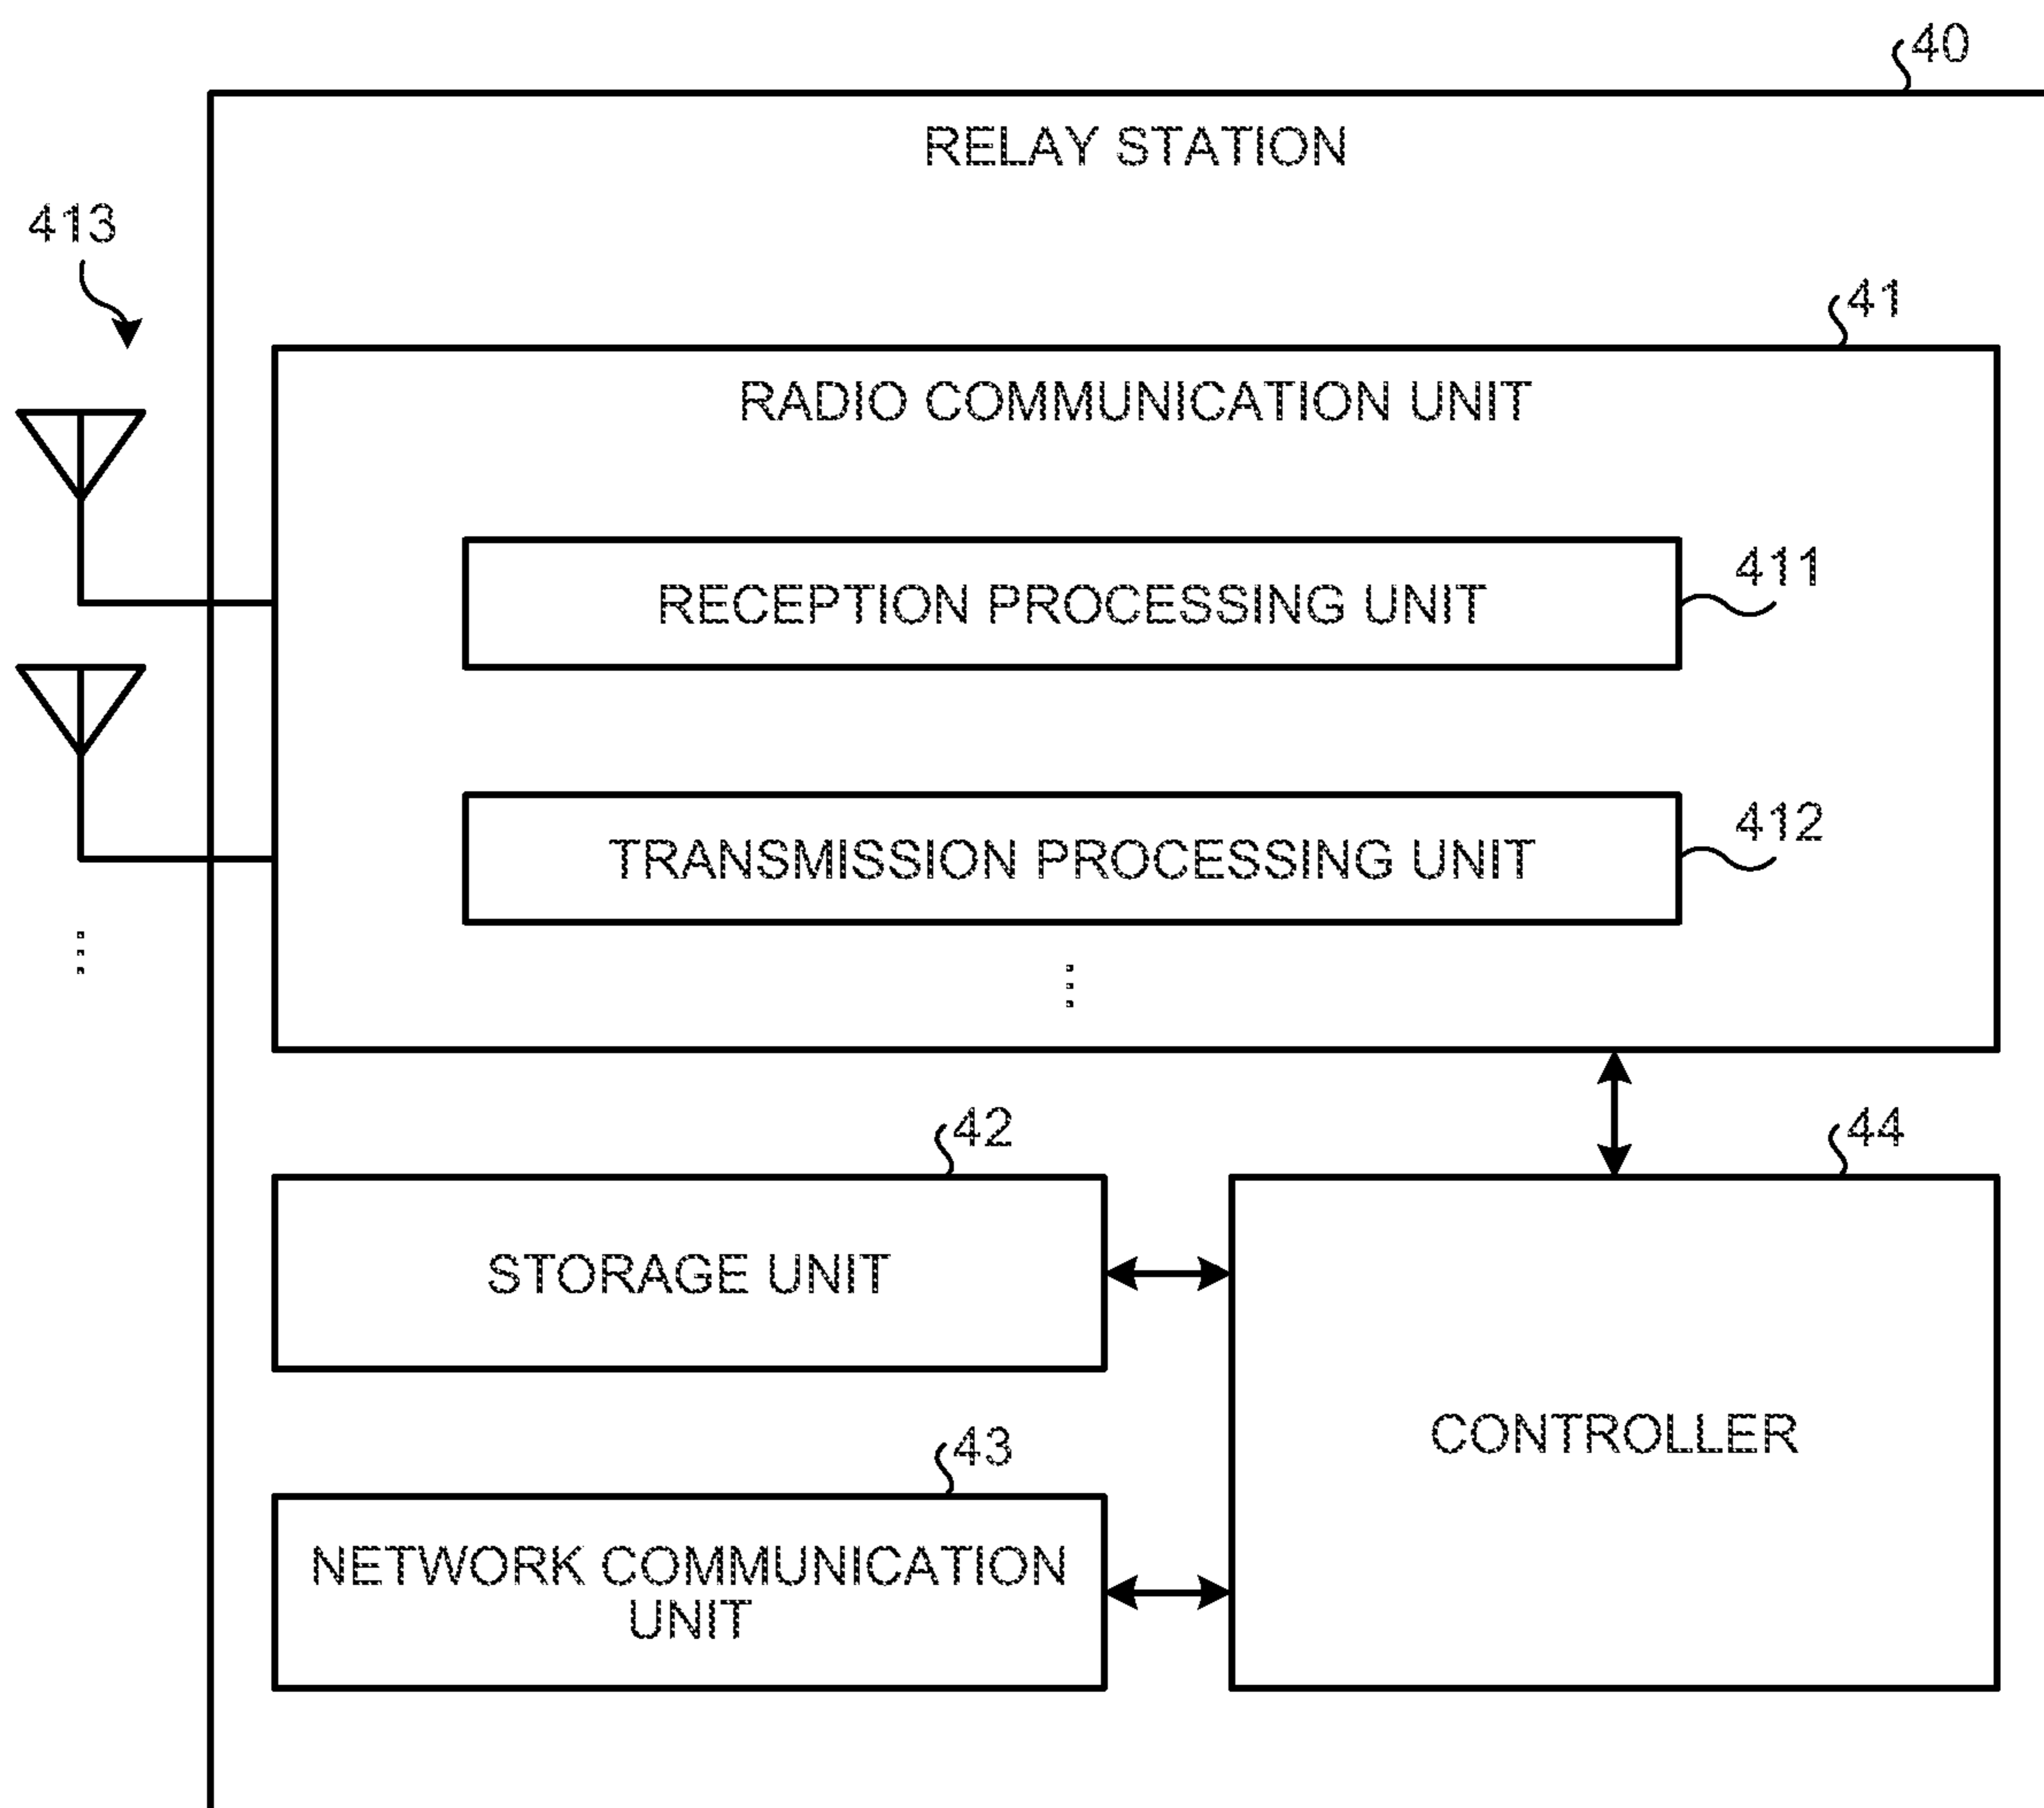 40
RELAY STATION
413
41
RADIO COMMUNICATION UNIT
RECEPTION PROCESSING UNIT
411
TRANSMISSION PROCESSING UNIT
412
42
44
STORAGE UNIT
CONTROLLER
43
NETWORK COMMUNICATION
UNIT